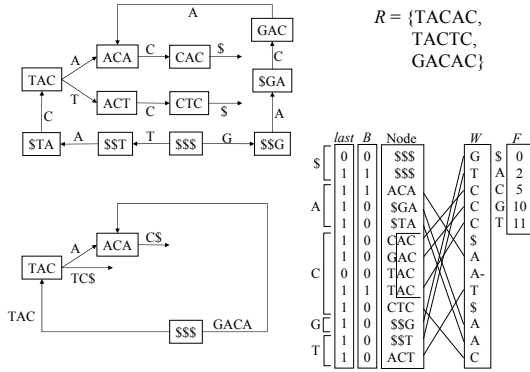 A
GAC
R = {TACAC,
TACTC,
GACAC}
ACA C CAC $
A
C
TAC
$GA
T
ACT C CTC $
C
A
$TA A $$T T $$$ G $$G
last B Node W F
$ 0 0 $$$ G $ 0
1 1 $$$ T A 2
A 1 1 ACA C C 5
1 0 $GA C G 10
1 0 $TA C T 11
C 1 0 CAC $
1 0 GAC A
0 0 TAC A-
1 1 TAC T
1 0 CTC $
G 1 0 $$G A
T 1 0 $$T A
1 0 ACT C
ACA C$
A
TAC
TC$
TAC
$$$ GACA